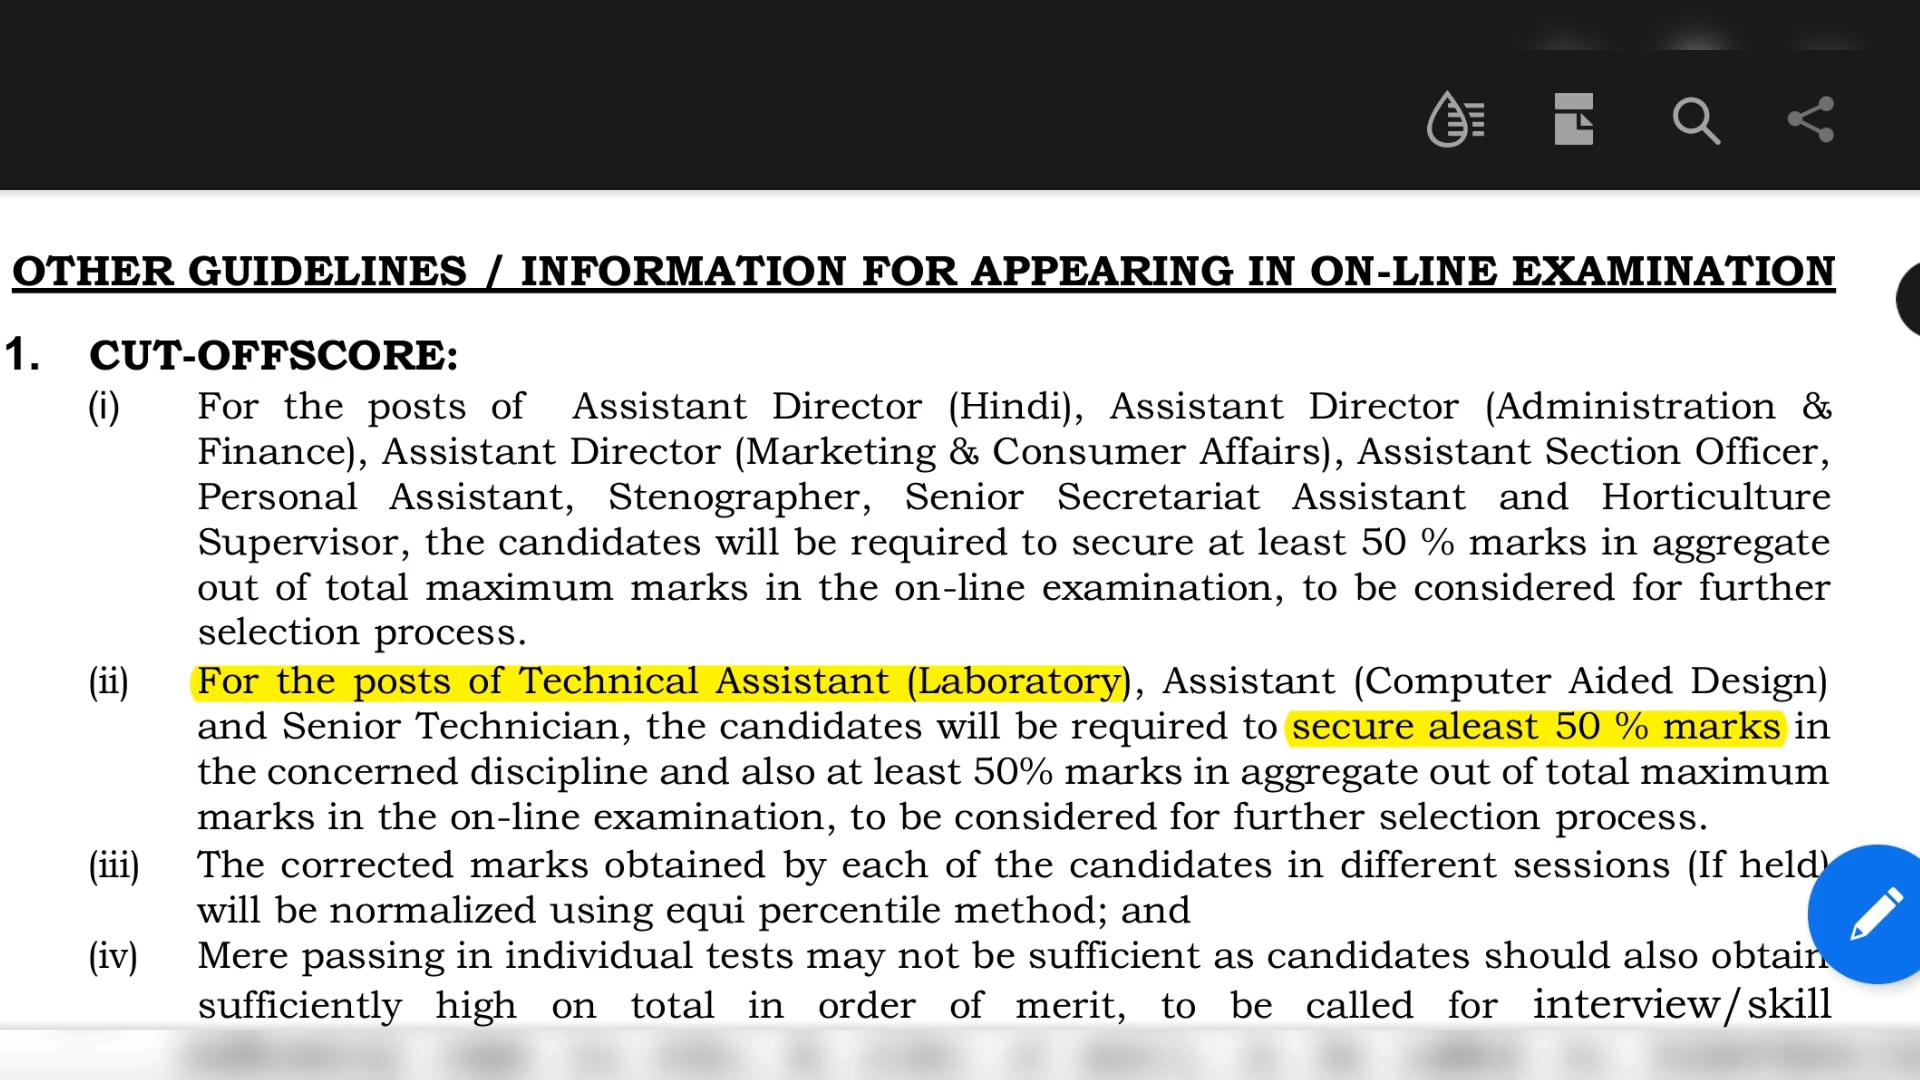 OTHER GUIDELINES / INFORMATION FOR APPEARING IN ON-LINE EXAMINATION
1. CUT-OFFSCORE:
(i) For the posts of Assistant Director (Hindi), Assistant Director (Administration &
Finance), Assistant Director (Marketing & Consumer Affairs), Assistant Section Officer,
Personal Assistant, Stenographer, Senior Secretariat Assistant and Horticulture
Supervisor, the candidates will be required to secure at least 50 % marks in aggregate
out of total maximum marks in the on-line examination, to be considered for further
selection process.
(ii) For the posts of Technical Assistant (Laboratory), Assistant (Computer Aided Design)
and Senior Technician, the candidates will be required to secure aleast 50 % marks in
the concerned discipline and also at least 50% marks in aggregate out of total maximum
marks in the on-line examination, to be considered for further selection process.
(iii) The corrected marks obtained by each of the candidates in different sessions (If held)
will be normalized using equi percentile method; and
(iv) Mere passing in individual tests may not be sufficient as candidates should also obtain
sufficiently high on total in order of merit, to be called for interview/skill